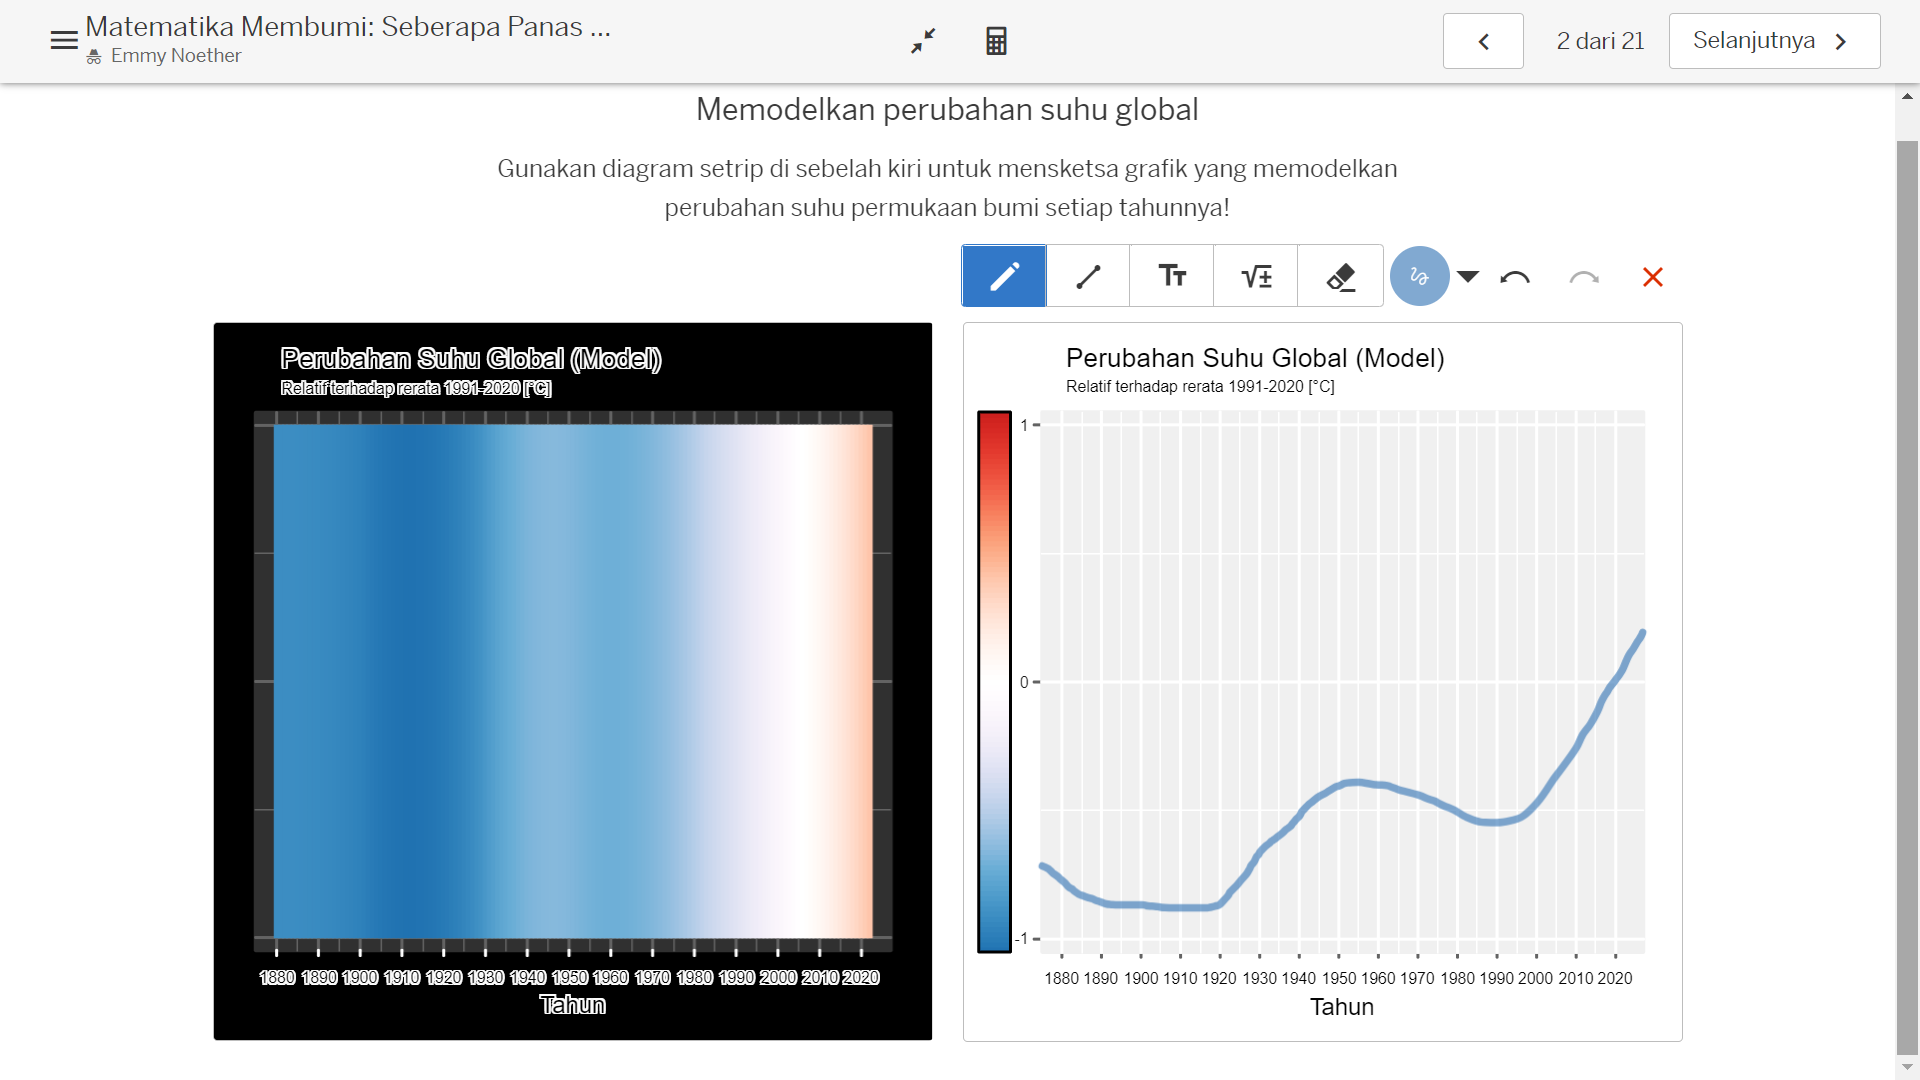 Matematika Membumi: Seberapa Panas ...
Emmy Noether
2 dari 21
Selanjutnya
Memodelkan perubahan suhu global
Gunakan diagram setrip di sebelah kiri untuk mensketsa grafik yang memodelkan
perubahan suhu permukaan bumi setiap tahunnya!
Perubahan Suhu Global (Model)
Relatif terhadap rerata 1991-2020 [°C]
1880 1890 1900 1910 1920 1930 1940 1950 1960 1970 1980 1990 2000 2010 2020
Tahun
Perubahan Suhu Global (Model)
Relatif terhadap rerata 1991-2020 [°C]
1
0
-1
1880 1890 1900 1910 1920 1930 1940 1950 1960 1970 1980 1990 2000 2010 2020
Tahun